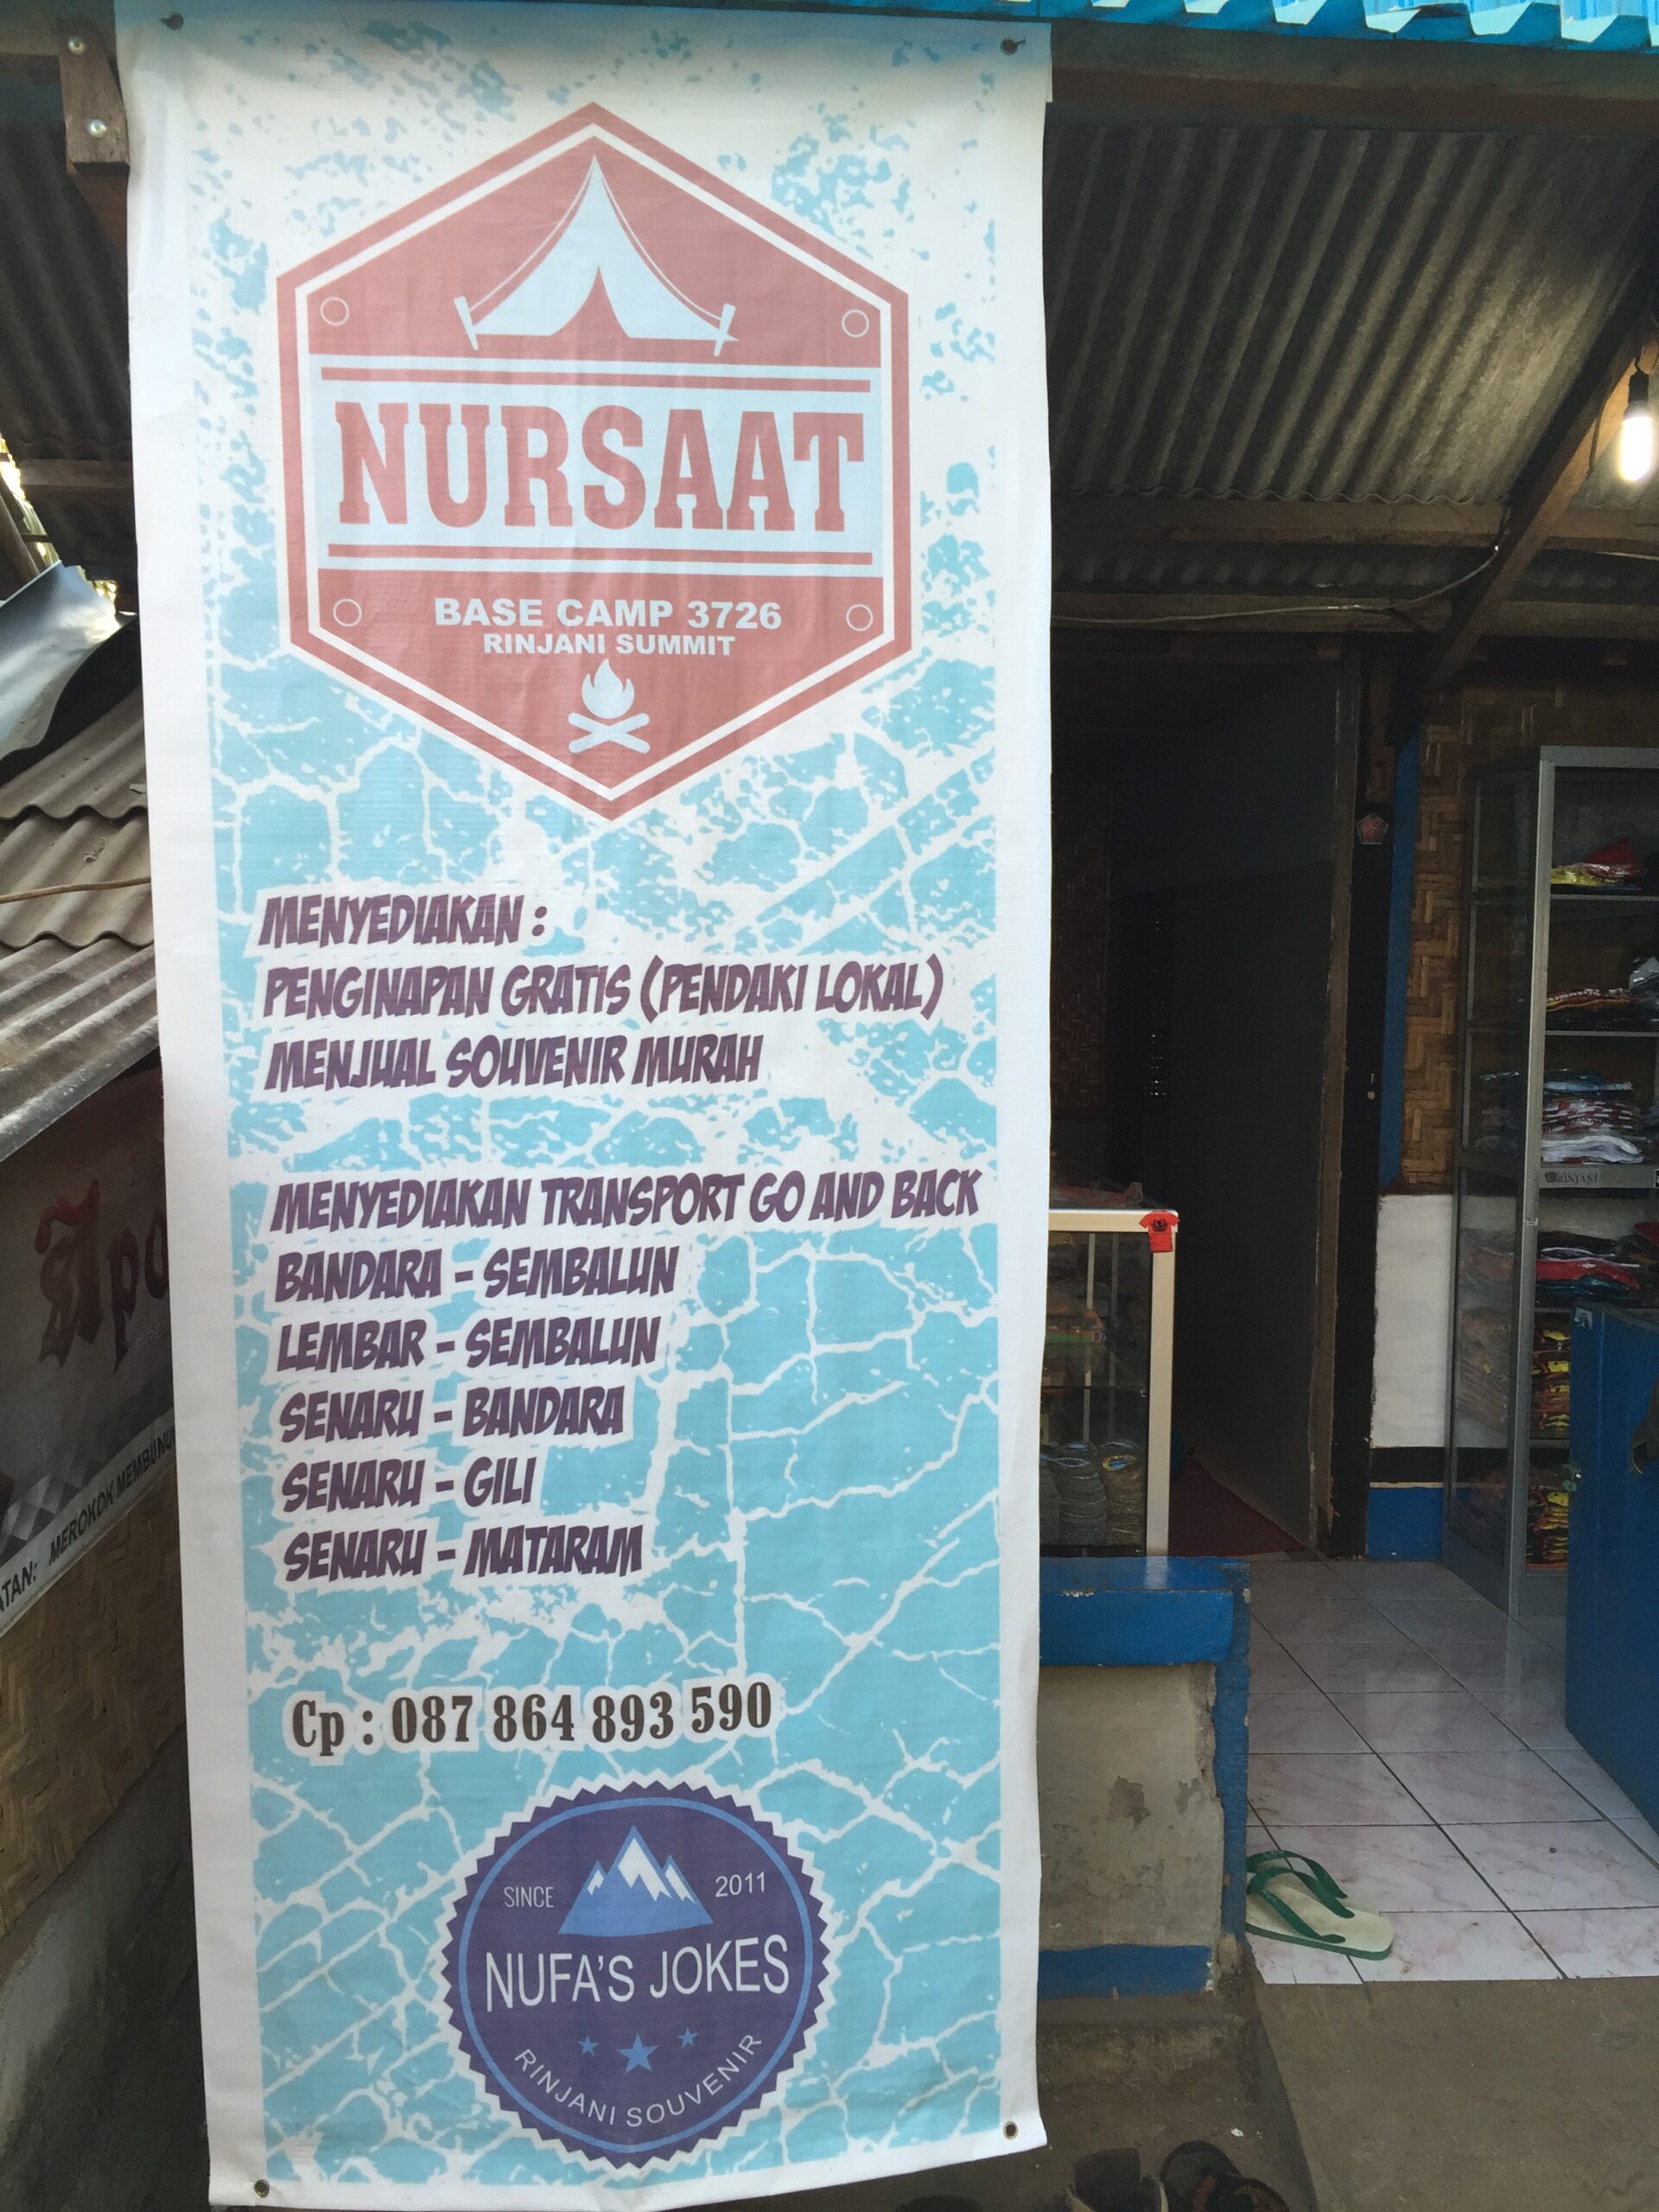 NURSAAT
BASE CAMP 3726
RINJANI SUMMIT
MENYEDIAKAN :
PENGINAPAN GRATIS (PENDAKI LOKAL)
MENJUAL SOUVENIR MURAH
MENYEDIAKAN TRANSPORT GO AND BACK
BANDARA - SEMBALUN
LEMBAR - SEMBALUN
SENARU - BANDARA
SENARU - GILI
SENARU - MATARAM
Cp : 087 864 893 590
SINCE 2011
NUFA'S JOKES
RINJANI SOUVENIR
MEROKOK
RINJANI